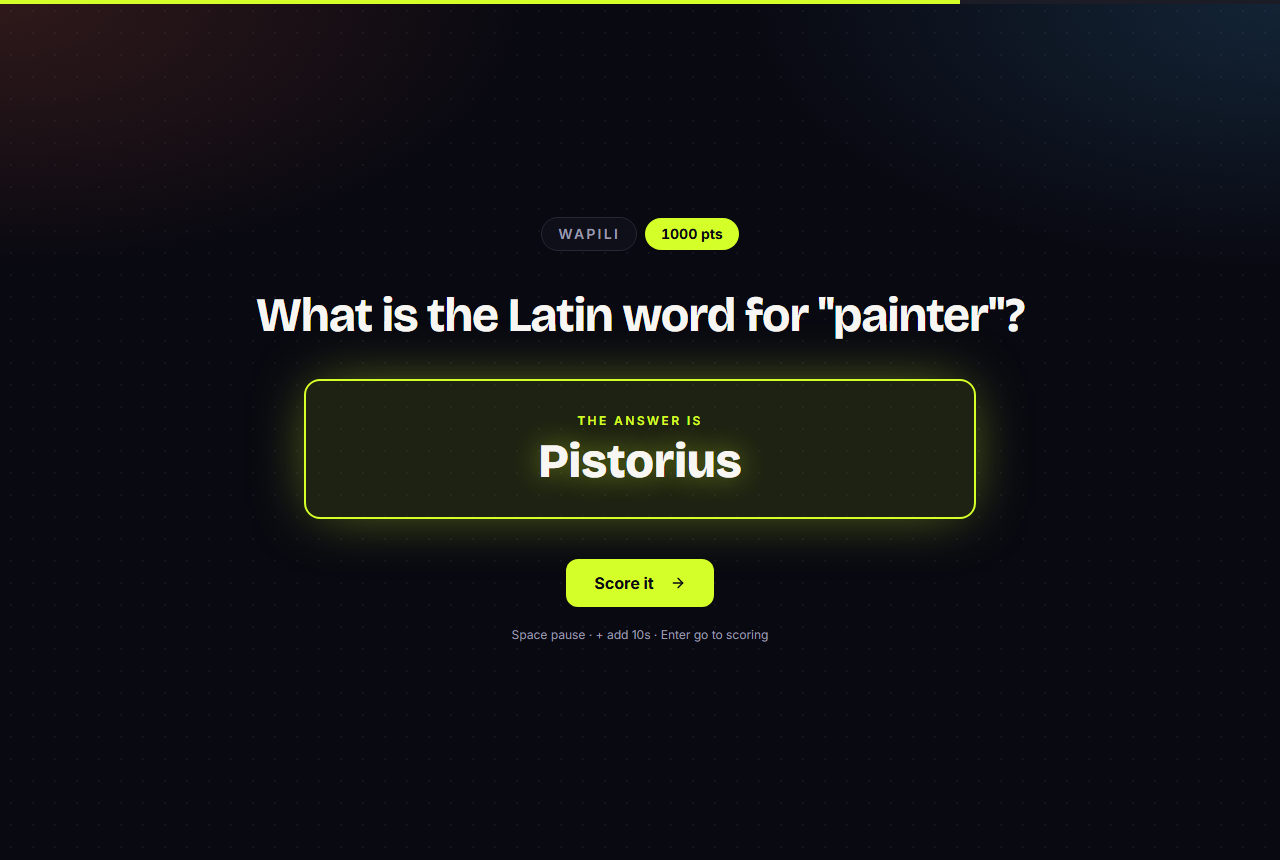 WAPILI
1000 pts
What is the Latin word for "painter"?
THE ANSWER IS
Pistorius
Score it →
Space pause · + add 10s · Enter go to scoring